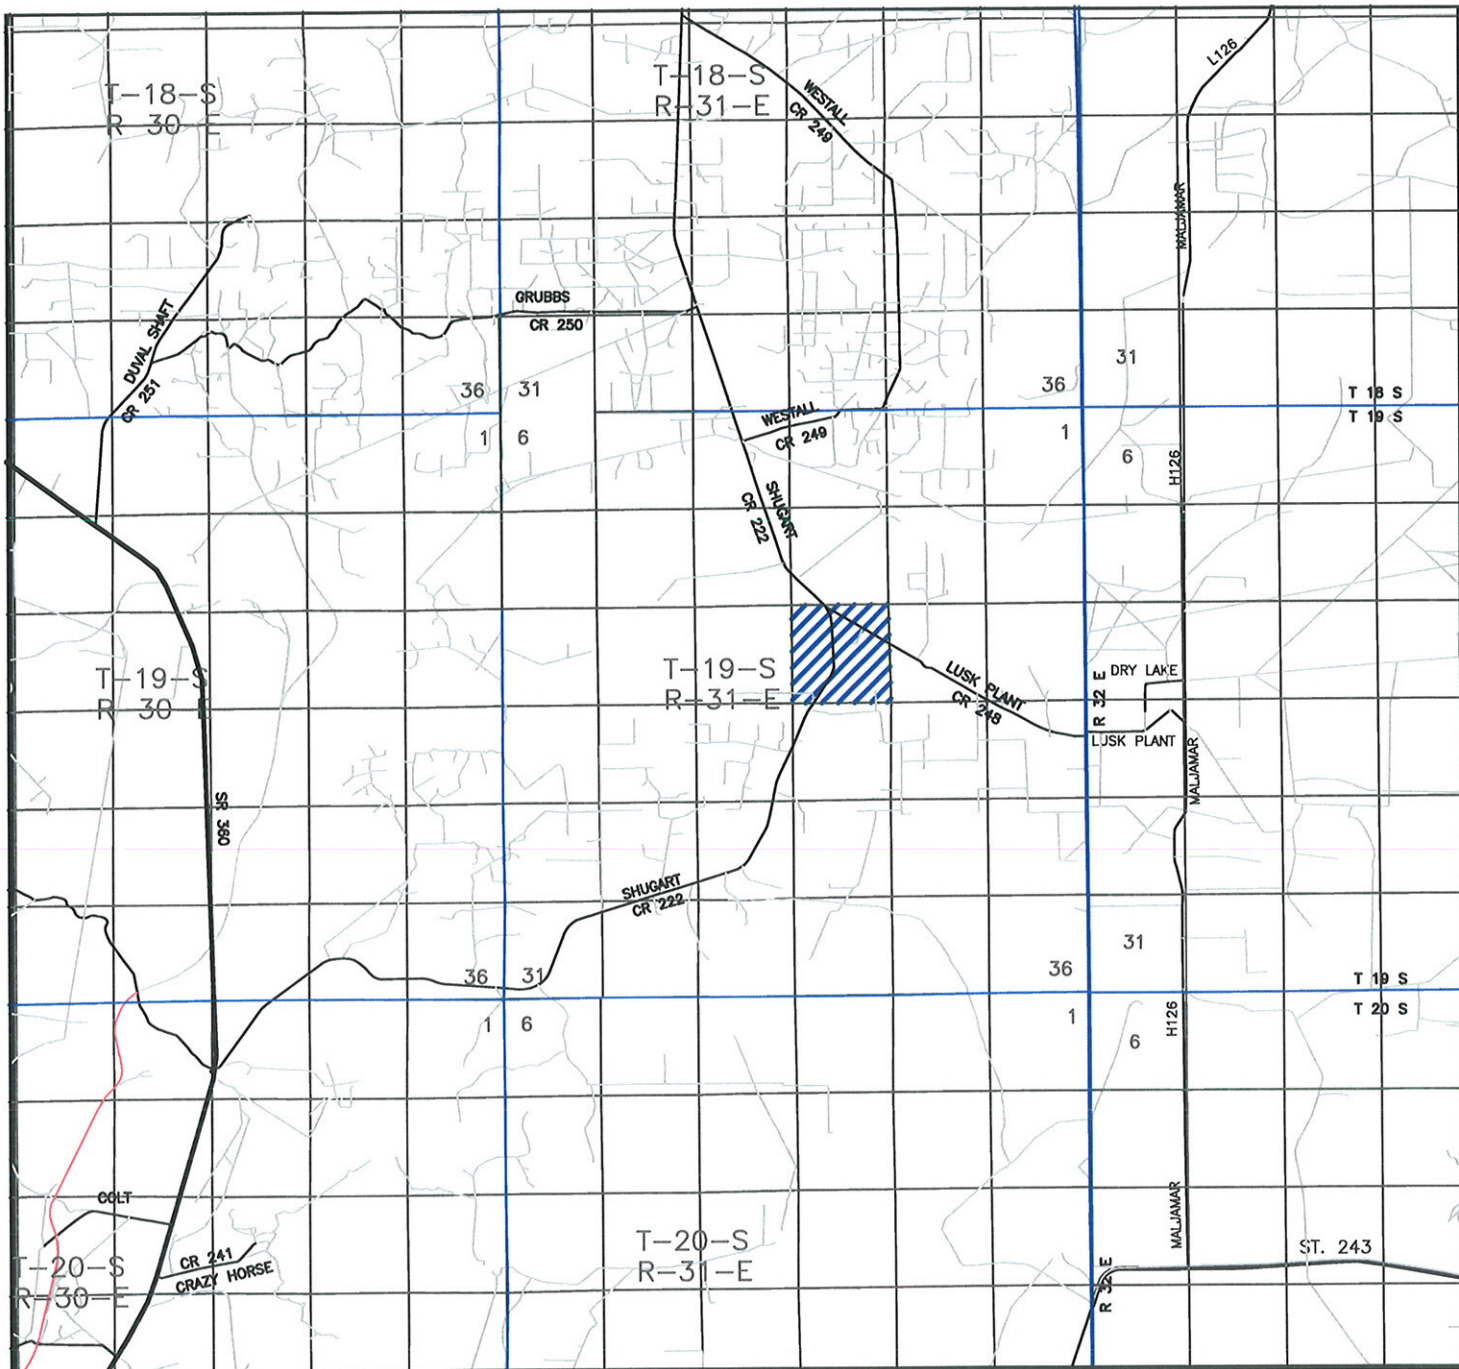 L126
T-18-S
R-31-E
T-18-S
R-30-E
WESTALL
CR 249
MALJAMAR
GRUBBS
CR 250
DUVAL SHAFT
CR 251
31
36
36
31
T 18 S
WESTALL
CR 249
T 19 S
1
6
1
6
H126
SHUGART
CR 222
T-19-S
R-31-E
T-19-S
R-30-E
LUSK PLANT
CR 248
R 32 E
DRY LAKE
LUSK PLANT
MALJAMAR
SR 360
SHUGART
CR 222
31
36
31
36
T 19 S
T 20 S
1
6
1
6
H126
COLT
MALJAMAR
T-20-S
R-31-E
ST. 243
CR 241
CRAZY HORSE
T-20-S
R-30-E
R 32 E